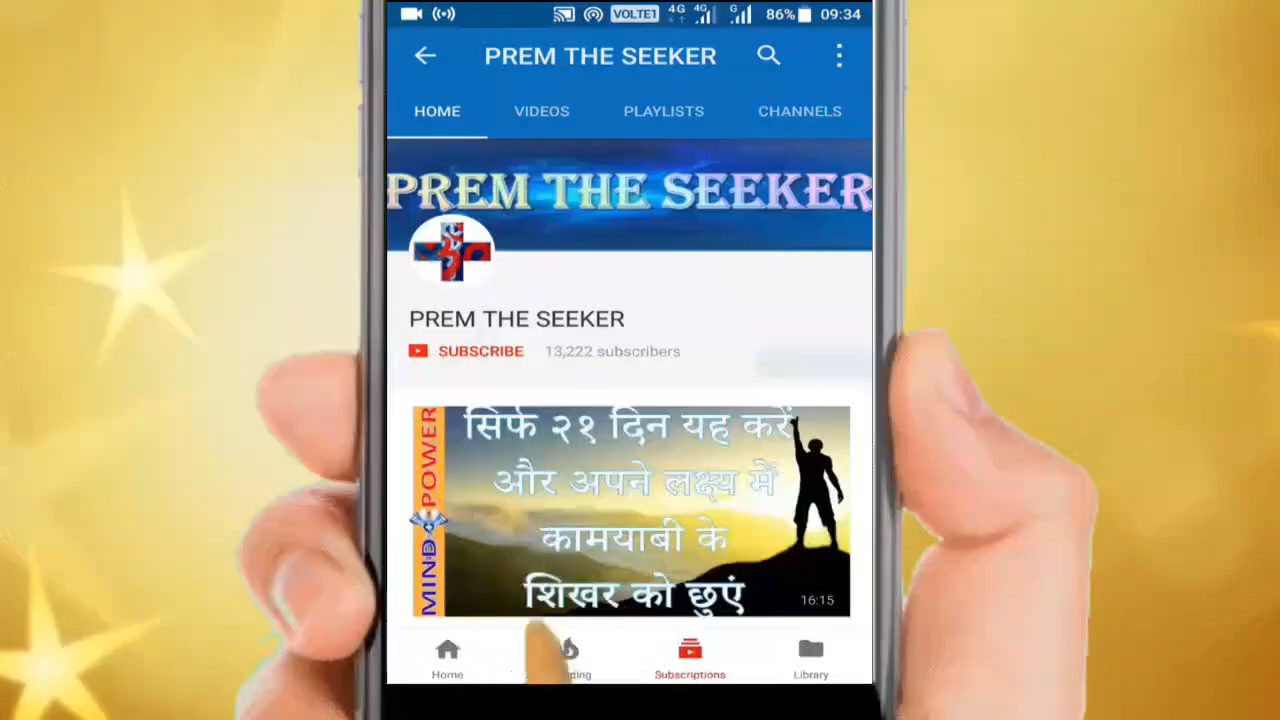 VOLTE1 4G 4G G 86% 09:34
PREM THE SEEKER
HOME VIDEOS PLAYLISTS CHANNELS
PREM THE SEEKER
PREM THE SEEKER
SUBSCRIBE 13,222 subscribers
MIND POWER
सिर्फ २१ दिन यह करें
और अपने लक्ष्य में
कामयाबी के
शिखर को छुएं
16:15
Home Subscriptions Library